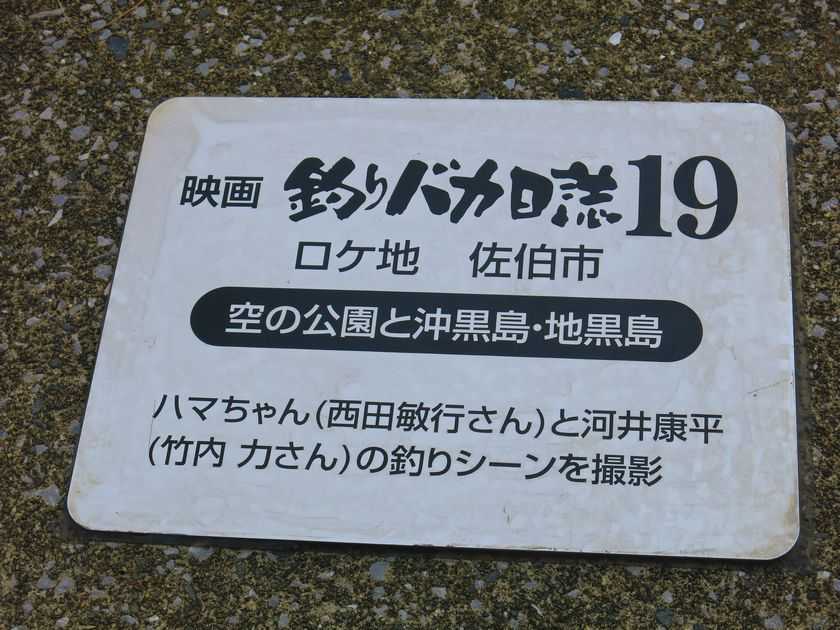 映画 釣りバカ日誌19
ロケ地 佐伯市
空の公園と沖黒島・地黒島
ハマちゃん(西田敏行さん)と河井康平
(竹内 力さん)の釣りシーンを撮影